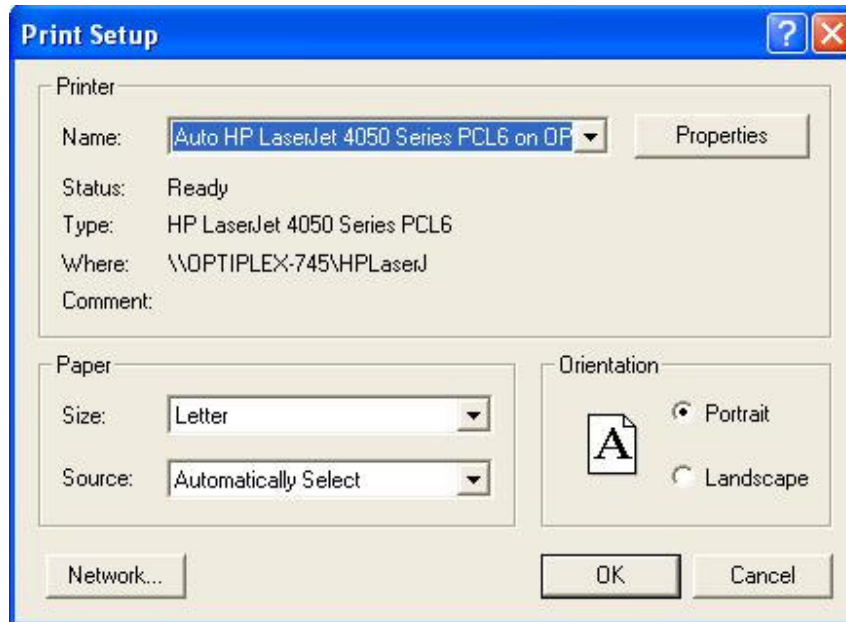 Print Setup
?
Printer
Name:
Auto HP LaserJet 4050 Series PCL6 on OP
Properties
Status:
Ready
Type:
HP LaserJet 4050 Series PCL6
Where:
\\OPTIPLEX-745\HPLaserJ
Comment:
Paper
Size:
Letter
Source:
Automatically Select
Orientation
A
Portrait
Landscape
Network...
OK
Cancel